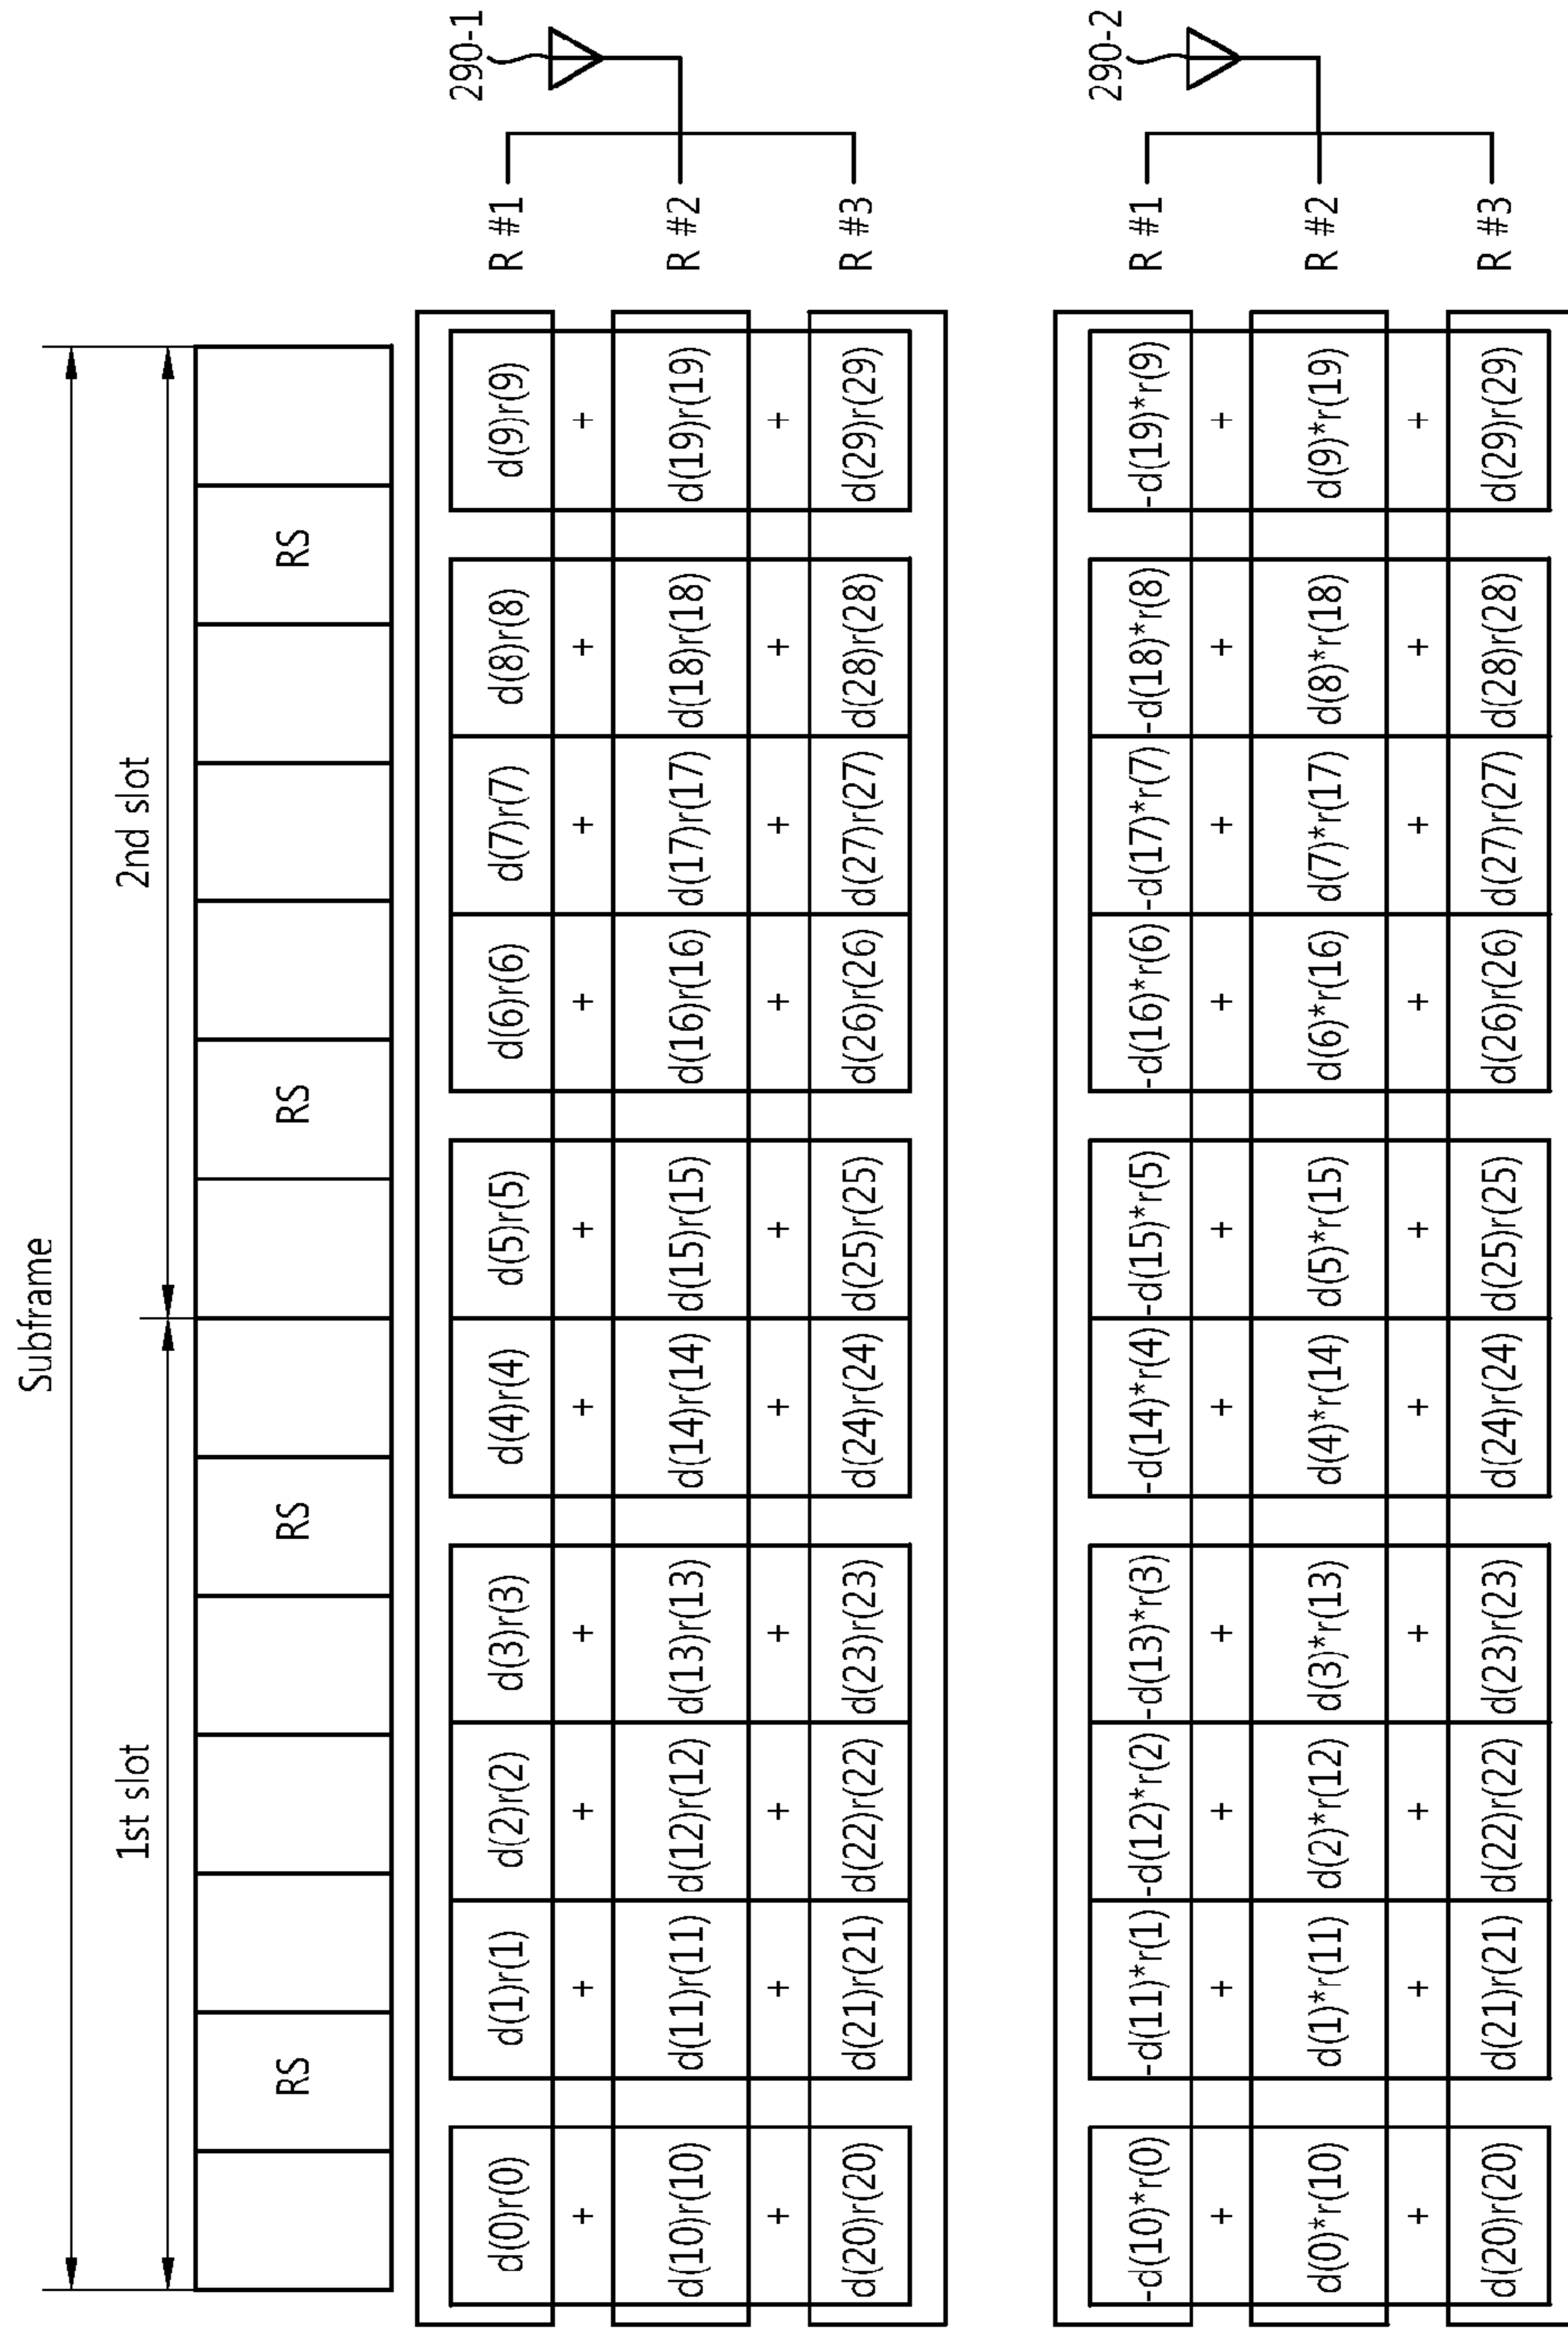 Subframe
1st slot
2nd slot
RS
RS
RS
RS
290-1
d(0)r(0) d(1)r(1) d(2)r(2) d(3)r(3) d(4)r(4) d(5)r(5) d(6)r(6) d(7)r(7) d(8)r(8) d(9)r(9) R #1
+ + + + + + + + + +
d(10)r(10) d(11)r(11) d(12)r(12) d(13)r(13) d(14)r(14) d(15)r(15) d(16)r(16) d(17)r(17) d(18)r(18) d(19)r(19) R #2
+ + + + + + + + + +
d(20)r(20) d(21)r(21) d(22)r(22) d(23)r(23) d(24)r(24) d(25)r(25) d(26)r(26) d(27)r(27) d(28)r(28) d(29)r(29) R #3
290-2
-d(10)*r(0) -d(11)*r(1) -d(12)*r(2) -d(13)*r(3) -d(14)*r(4) -d(15)*r(5) -d(16)*r(6) -d(17)*r(7) -d(18)*r(8) -d(19)*r(9) R #1
+ + + + + + + + + +
d(0)*r(10) d(1)*r(11) d(2)*r(12) d(3)*r(13) d(4)*r(14) d(5)*r(15) d(6)*r(16) d(7)*r(17) d(8)*r(18) d(9)*r(19) R #2
+ + + + + + + + + +
d(20)r(20) d(21)r(21) d(22)r(22) d(23)r(23) d(24)r(24) d(25)r(25) d(26)r(26) d(27)r(27) d(28)r(28) d(29)r(29) R #3